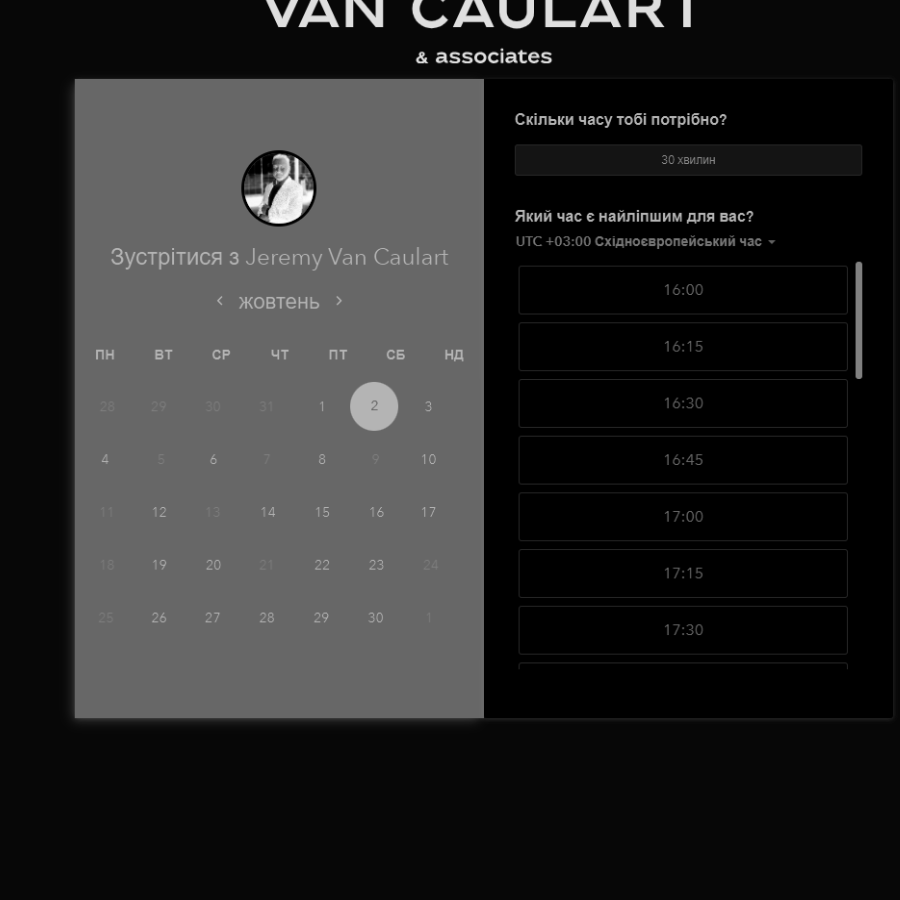 VAN CAULART
& associates
Зустрітися з Jeremy Van Caulart
жовтень
ПН ВТ СР ЧТ ПТ СБ НД
28 29 30 31 1 2 3
4 5 6 7 8 9 10
11 12 13 14 15 16 17
18 19 20 21 22 23 24
25 26 27 28 29 30 1
Скільки часу тобі потрібно?
30 хвилин
Який час є найліпшим для вас?
UTC +03:00 Східноєвропейський час
16:00
16:15
16:30
16:45
17:00
17:15
17:30